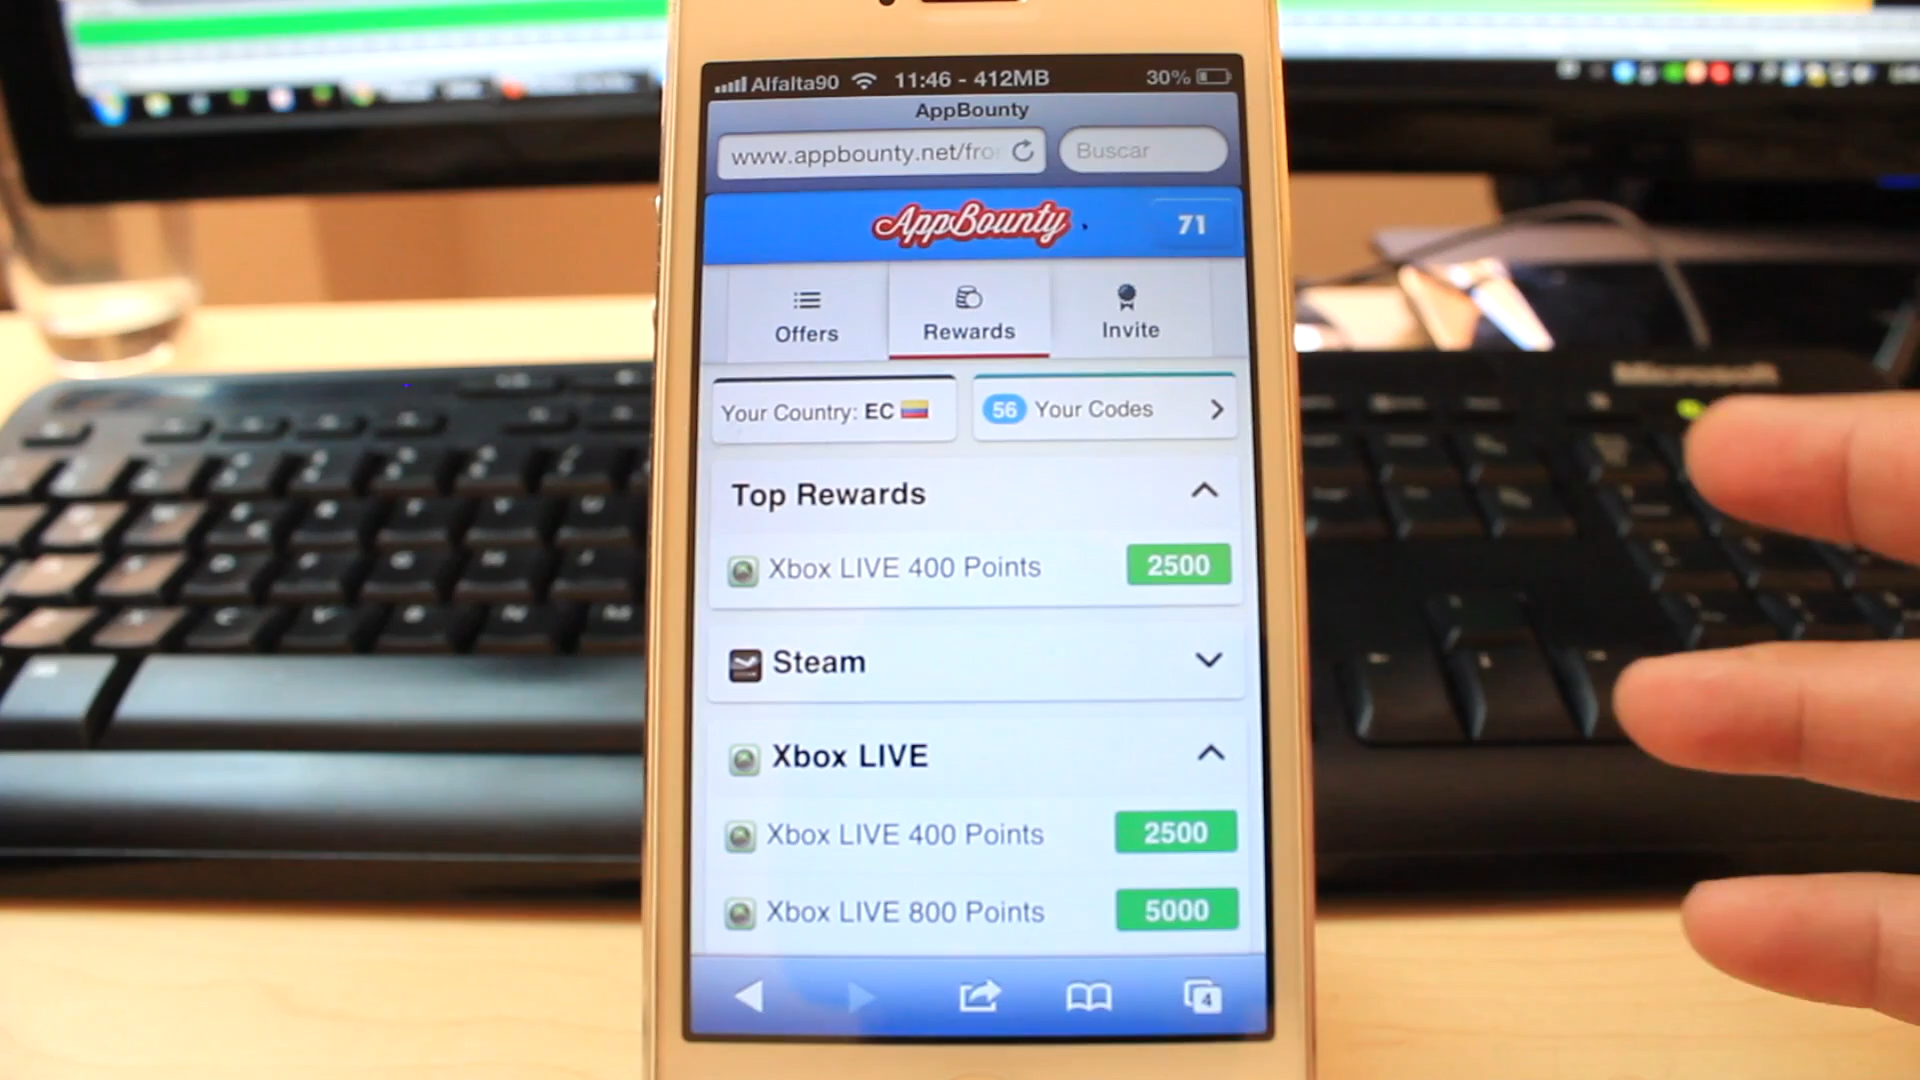 Alfalta90 11:46 - 412MB 30%
AppBounty
www.appbounty.net/fro Buscar
AppBounty 71
Offers Rewards Invite
Your Country: EC 56 Your Codes
Top Rewards
Xbox LIVE 400 Points 2500
Steam
Xbox LIVE
Xbox LIVE 400 Points 2500
Xbox LIVE 800 Points 5000
4
Microsoft